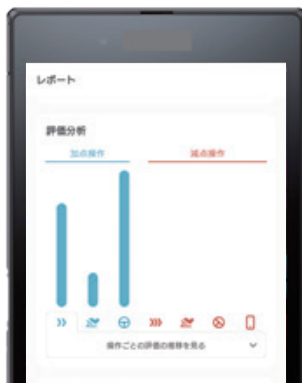 レポート
評価分析
加点操作
減点操作
操作ごとの評価の推移を見る